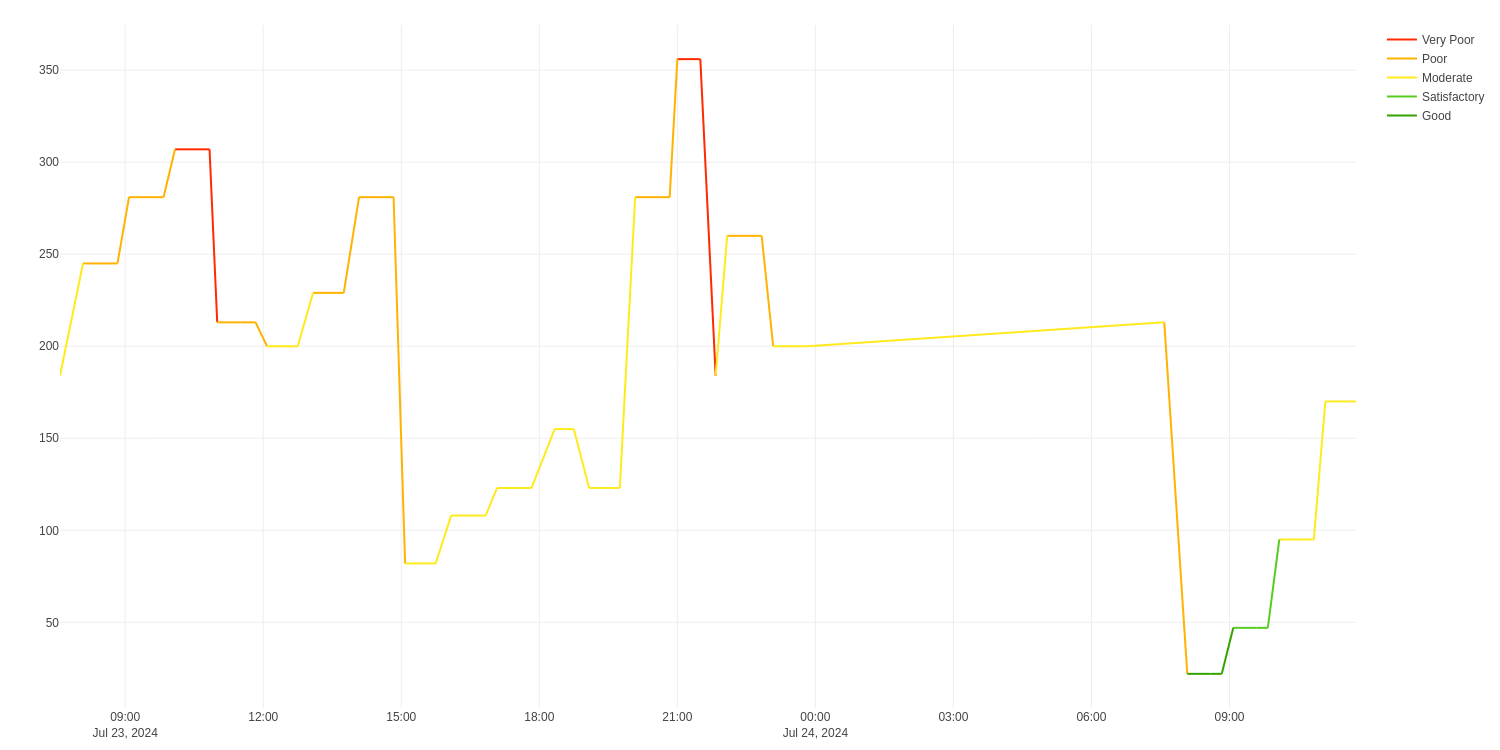 350
300
250
200
150
100
50
09:00
Jul 23, 2024
12:00
15:00
18:00
21:00
00:00
Jul 24, 2024
03:00
06:00
09:00
Very Poor
Poor
Moderate
Satisfactory
Good